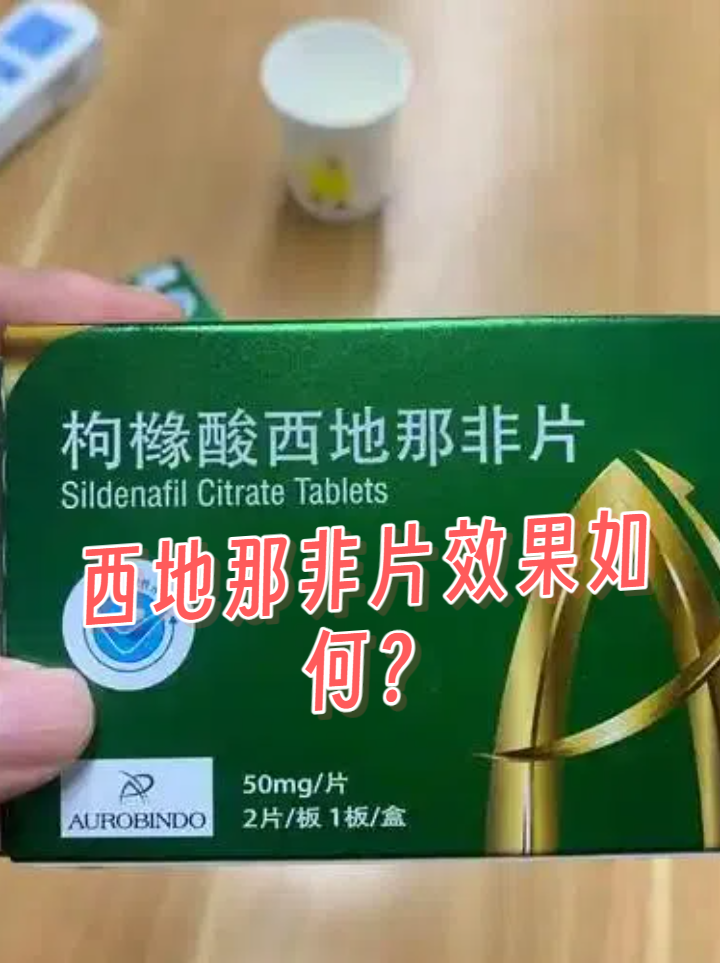 枸橼酸西地那非片
Sildenafil Citrate Tablets
西地那非片效果如
何?
AUROBINDO
50mg/片
2片/板 1板/盒